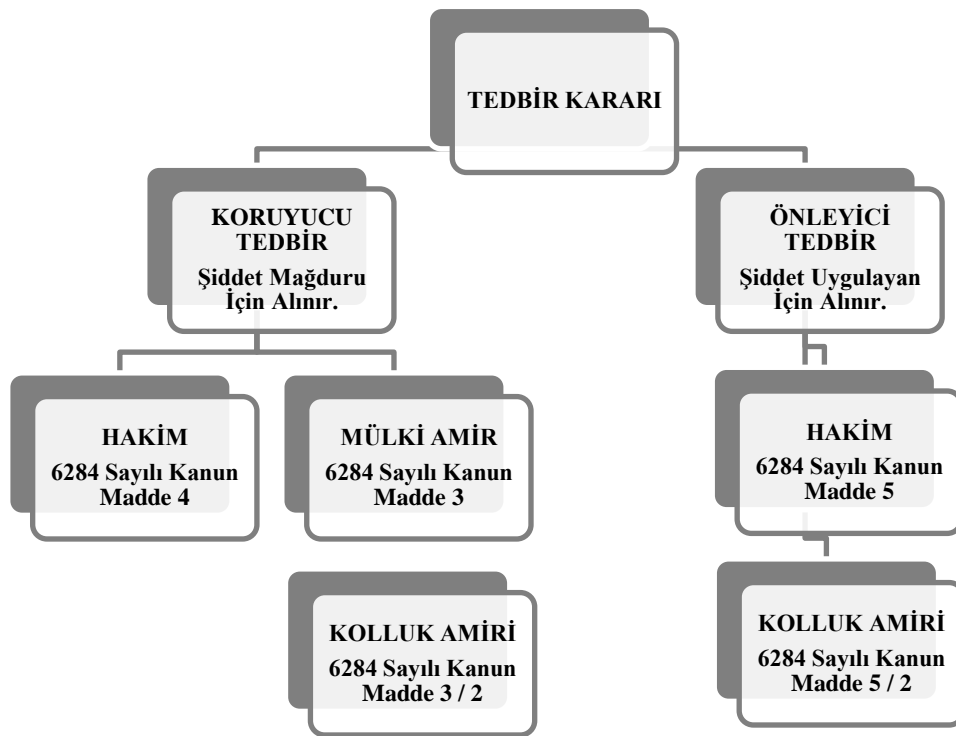 TEDBİR KARARI
KORUYUCU
TEDBİR
Şiddet Mağduru
İçin Alınır.
ÖNLEYİCİ
TEDBİR
Şiddet Uygulayan
İçin Alınır.
HAKİM
6284 Sayılı Kanun
Madde 4
MÜLKİ AMİR
6284 Sayılı Kanun
Madde 3
HAKİM
6284 Sayılı Kanun
Madde 5
KOLLUK AMİRİ
6284 Sayılı Kanun
Madde 3 / 2
KOLLUK AMİRİ
6284 Sayılı Kanun
Madde 5 / 2